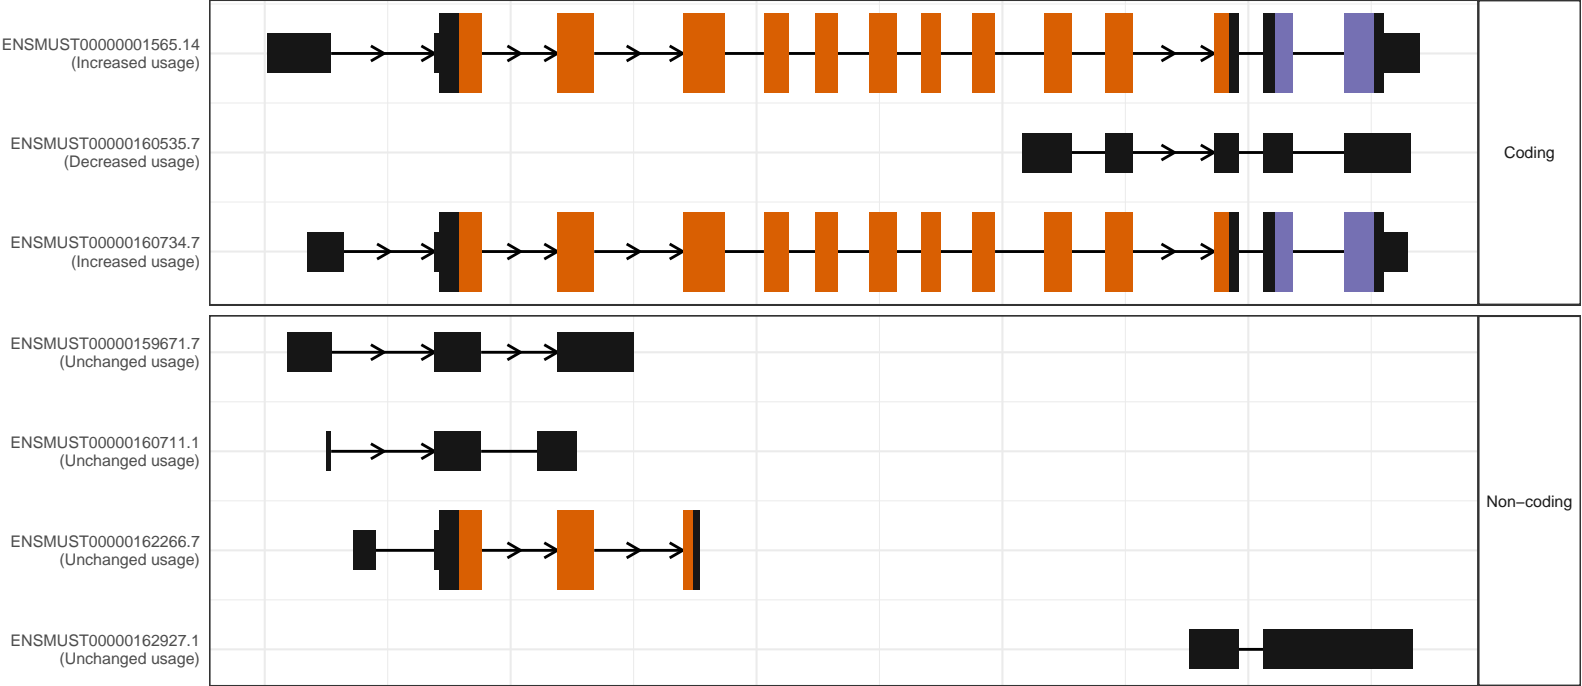 ENSMUST00000001565.14
(Increased usage)
ENSMUST00000160535.7
(Decreased usage)
Coding
ENSMUST00000160734.7
(Increased usage)
ENSMUST00000159671.7
(Unchanged usage)
ENSMUST00000160711.1
(Unchanged usage)
Non−coding
ENSMUST00000162266.7
(Unchanged usage)
ENSMUST00000162927.1
(Unchanged usage)